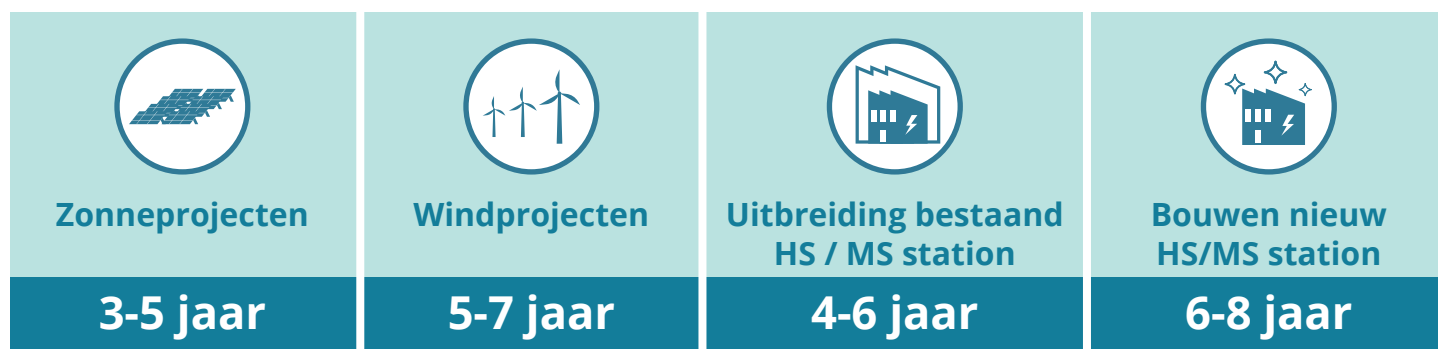 Zonneprojecten
3-5 jaar
Windprojecten
5-7 jaar
Uitbreiding bestaand
HS / MS station
4-6 jaar
Bouwen nieuw
HS/MS station
6-8 jaar